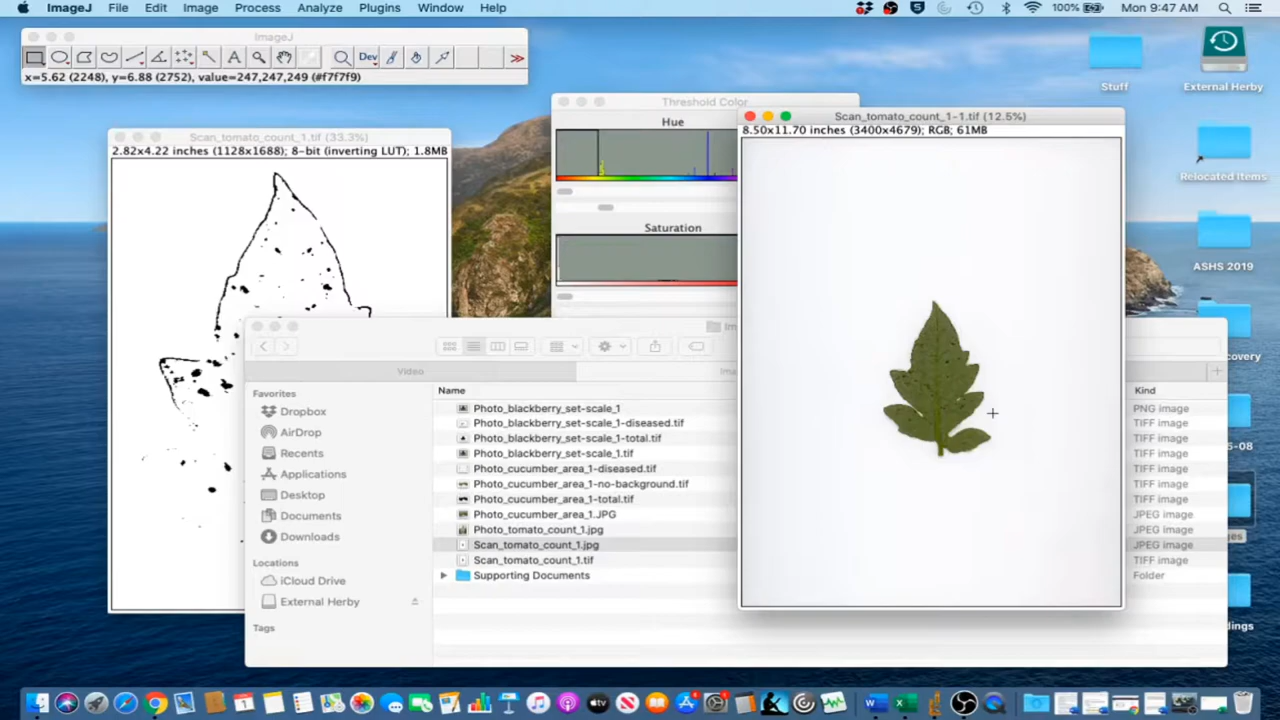 ImageJ File Edit Image Process Analyze Plugins Window Help 100% Mon 9:47 AM
ImageJ
Dev
x=5.62 (2248), y=6.88 (2752), value=247,247,249 (#f7f7f9)
Stuff
External Herby
Threshold Color
Scan_tomato_count_1-1.tif (12.5%)
8.50x11.70 inches (3400x4679); RGB; 61MB
Hue
Scan_tomato_count_1.tif (33.3%)
2.82x4.22 inches (1128x1688); 8-bit (inverting LUT); 1.8MB
Relocated Items
Saturation
ASHS 2019
Video
Name
Kind
Favorites
Dropbox
AirDrop
Recents
Applications
Desktop
Documents
Downloads
Locations
iCloud Drive
External Herby
Tags
Photo_blackberry_set-scale_1 PNG image
Photo_blackberry_set-scale_1-diseased.tif TIFF image
Photo_blackberry_set-scale_1-total.tif TIFF image
Photo_blackberry_set-scale_1.tif TIFF image
Photo_cucumber_area_1-diseased.tif TIFF image
Photo_cucumber_area_1-no-background.tif TIFF image
Photo_cucumber_area_1-total.tif TIFF image
Photo_cucumber_area_1.JPG JPEG image
Photo_tomato_count_1.jpg JPEG image
Scan_tomato_count_1.jpg JPEG image
Scan_tomato_count_1.tif TIFF image
Supporting Documents Folder